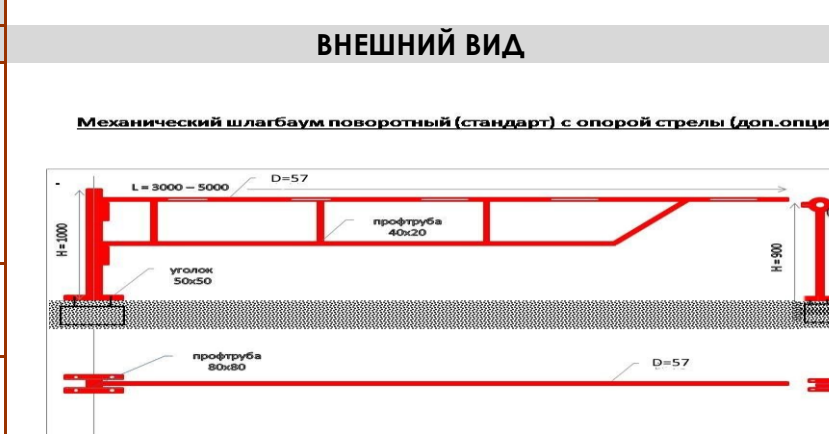 ВНЕШНИЙ ВИД
Механический шлагбаум поворотный (стандарт) с опорой стрелы (доп.опци
L = 3000 – 5000
D=57
H = 1000
профтруба
40х20
H = 900
уголок
50х50
профтруба
80х80
D=57